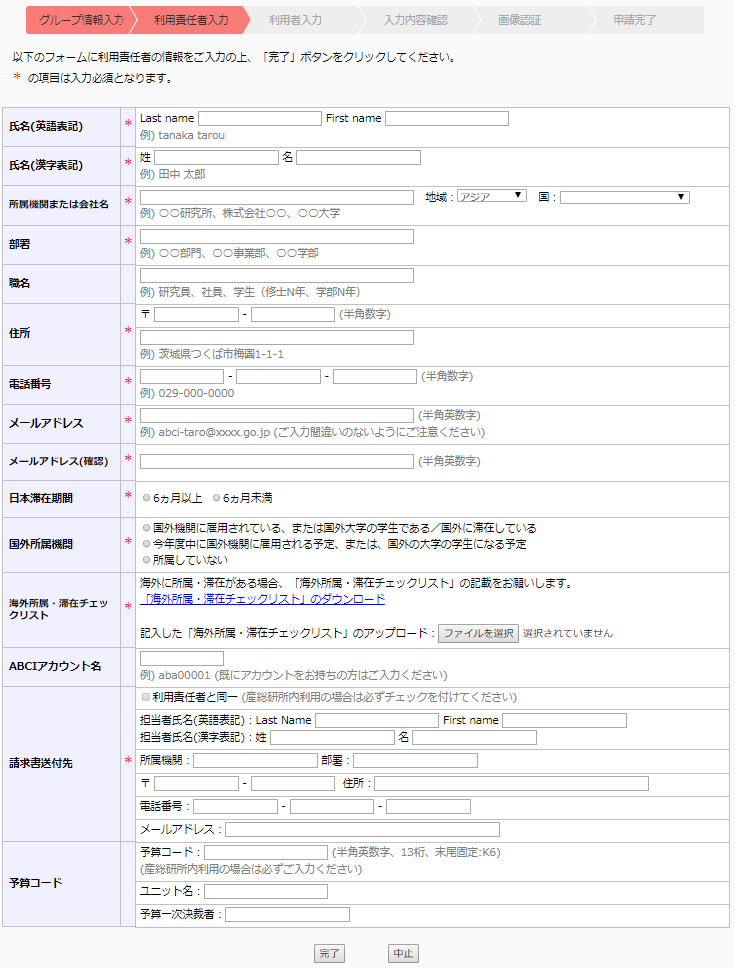 グループ情報入力 利用責任者入力 利用者入力 入力内容確認 画像認証 申請完了
以下のフォームに利用責任者の情報をご入力の上、「完了」ボタンをクリックしてください。
* の項目は入力必須となります。
氏名(英語表記) * Last name First name
例) tanaka tarou
氏名(漢字表記) * 姓 名
例) 田中 太郎
所属機関または会社名 * 地域：アジア ▼ 国： ▼
例) ○○研究所、株式会社○○、○○大学
部署 *
例) ○○部門、○○事業部、○○学部
職名
例) 研究員、社員、学生（修士N年、学部N年）
住所 * 〒 - (半角数字)
例) 茨城県つくば市梅園1-1-1
電話番号 * - - (半角数字)
例) 029-000-0000
メールアドレス * (半角英数字)
例) abci-taro@xxxx.go.jp (ご入力間違いのないようにご注意ください)
メールアドレス(確認) * (半角英数字)
日本滞在期間 * 6ヵ月以上 6ヵ月未満
国外所属機関 * 国外機関に雇用されている、または国外大学の学生である／国外に滞在している
今年度中に国外機関に雇用される予定、または、国外の大学の学生になる予定
所属していない
海外所属・滞在チェックリスト * 海外に所属・滞在がある場合、「海外所属・滞在チェックリスト」の記載をお願いします。
「海外所属・滞在チェックリスト」のダウンロード
記入した「海外所属・滞在チェックリスト」のアップロード： ファイルを選択 選択されていません
ABCIアカウント名
例) aba00001 (既にアカウントをお持ちの方はご入力ください)
請求書送付先 * 利用責任者と同一 (産総研所内利用の場合は必ずチェックを付けてください)
担当者氏名(英語表記)：Last Name First name
担当者氏名(漢字表記)：姓 名
所属機関： 部署：
〒 - 住所：
電話番号： - -
メールアドレス：
予算コード 予算コード： (半角英数字、13桁、末尾固定:K6)
(産総研所内利用の場合は必ずご入力ください)
ユニット名：
予算一次決裁者：
完了 中止